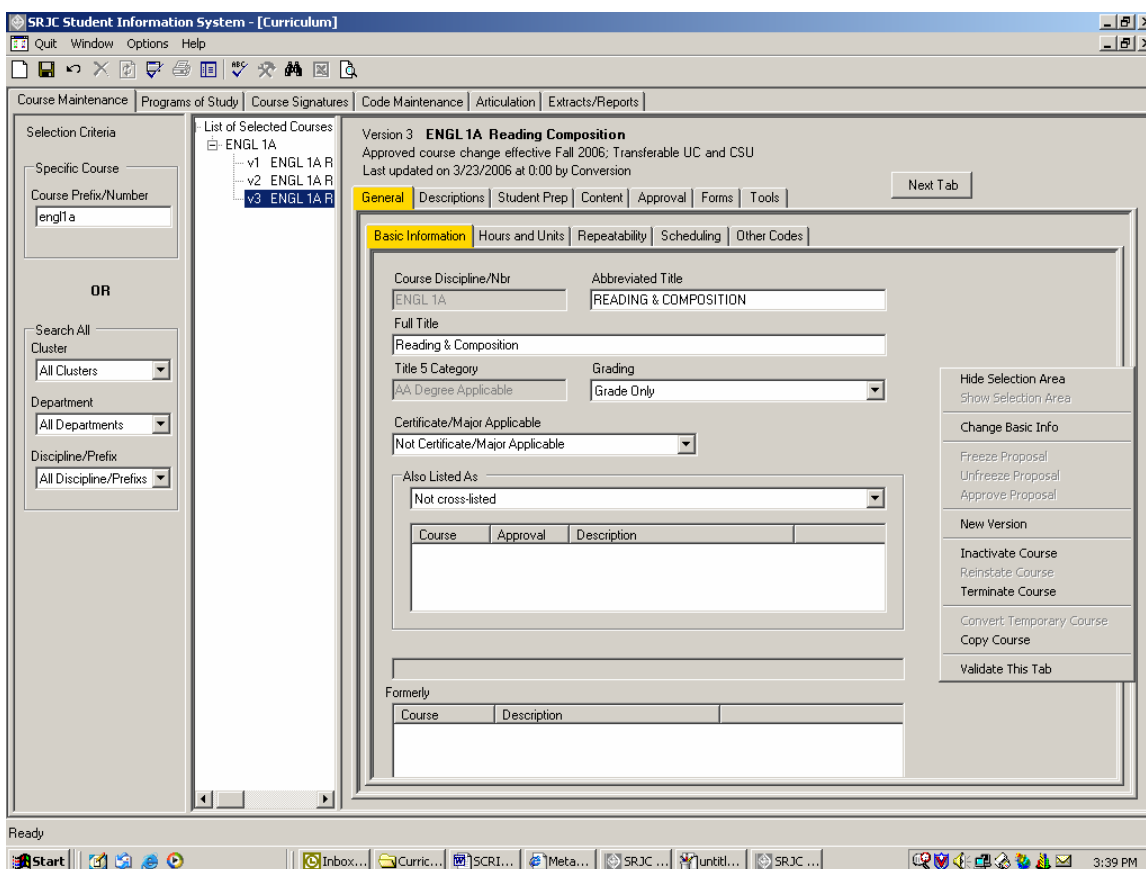 SRJC Student Information System - [Curriculum]
Quit Window Options Help
ABC
Course Maintenance Programs of Study Course Signatures Code Maintenance Articulation Extracts/Reports
Selection Criteria
Specific Course
Course Prefix/Number
engl1a
OR
Search All
Cluster
All Clusters
Department
All Departments
Discipline/Prefix
All Discipline/Prefixs
List of Selected Courses
ENGL 1A
v1 ENGL 1A R
v2 ENGL 1A R
v3 ENGL 1A R
Version 3 ENGL 1A Reading Composition
Approved course change effective Fall 2006; Transferable UC and CSU
Last updated on 3/23/2006 at 0:00 by Conversion
Next Tab
General Descriptions Student Prep Content Approval Forms Tools
Basic Information Hours and Units Repeatability Scheduling Other Codes
Course Discipline/Nbr Abbreviated Title
ENGL 1A READING & COMPOSITION
Full Title
Reading & Composition
Title 5 Category Grading
AA Degree Applicable Grade Only
Certificate/Major Applicable
Not Certificate/Major Applicable
Also Listed As
Not cross-listed
Course Approval Description
Formerly
Course Description
Hide Selection Area
Show Selection Area
Change Basic Info
Freeze Proposal
Unfreeze Proposal
Approve Proposal
New Version
Inactivate Course
Reinstate Course
Terminate Course
Convert Temporary Course
Copy Course
Validate This Tab
Ready
Start Inbox... Curric... SCRI... Meta... SRJC ... untitl... SRJC ... 3:39 PM